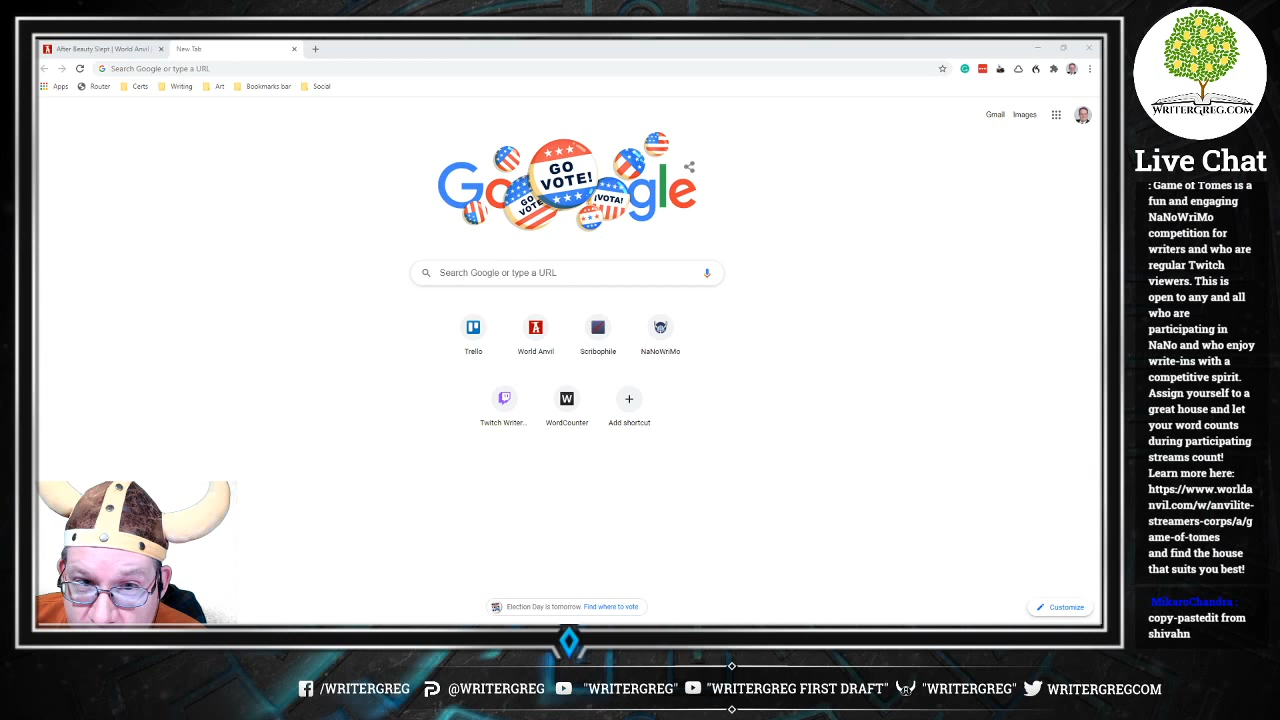 After Beauty Slept | World Anvil
New Tab
Search Google or type a URL
Apps
Router
Certs
Writing
Art
Bookmarks bar
Social
Gmail
Images
Go
gle
GO
VOTE!
GO
VOTE
¡VOTA!
Search Google or type a URL
Trello
World Anvil
Scribophile
NaNoWriMo
W
Twitch Writer...
WordCounter
Add shortcut
Election Day is tomorrow. Find where to vote
Customize
WRITERGREG.COM
Live Chat
: Game of Tomes is a
fun and engaging
NaNoWriMo
competition for
writers and who are
regular Twitch
viewers. This is
open to any and all
who are
participating in
NaNo and who enjoy
write-ins with a
competitive spirit.
Assign yourself to a
great house and let
your word counts
during participating
streams count!
Learn more here:
https://www.worlda
nvil.com/w/anvilite-
streamers-corps/a/g
ame-of-tomes
and find the house
that suits you best!
MikaroChandra :
copy-pastedit from
shivahn
/WRITERGREG
@WRITERGREG
"WRITERGREG"
"WRITERGREG FIRST DRAFT"
"WRITERGREG"
WRITERGREGCOM